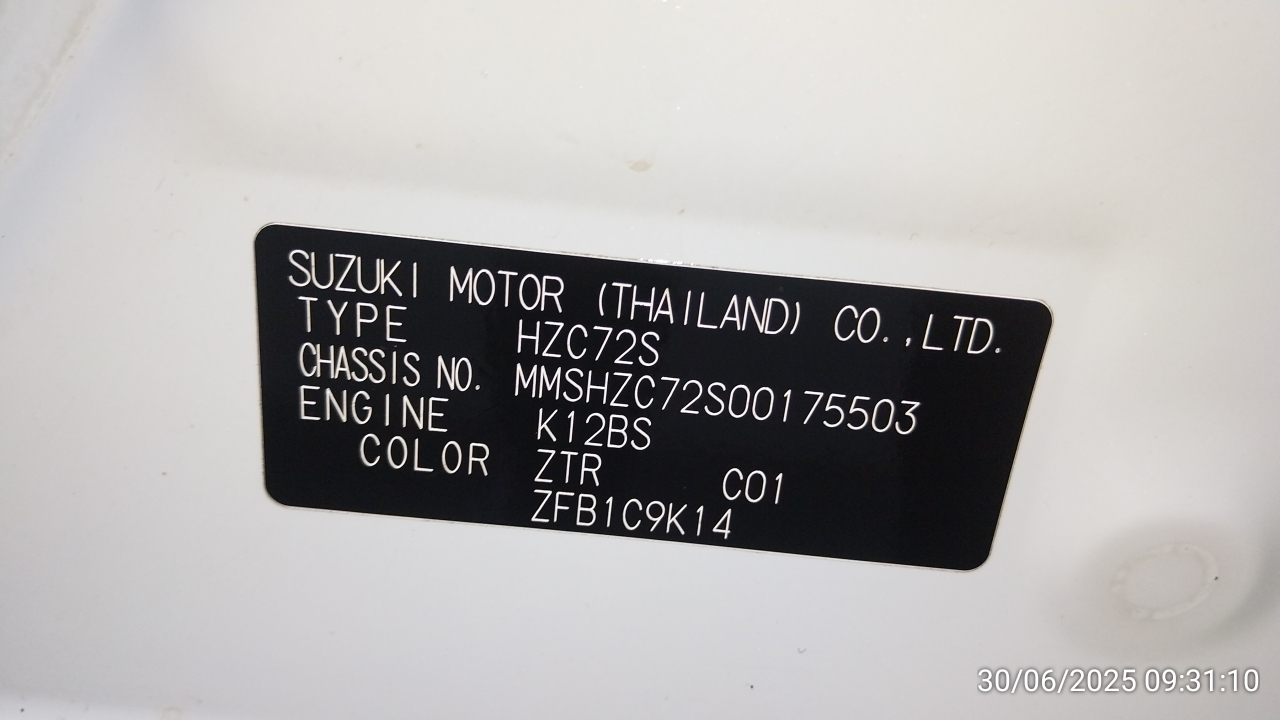 SUZUKI MOTOR (THAILAND) CO.,LTD.
TYPE HZC72S
CHASSIS NO. MMSHZC72S00175503
ENGINE K12BS
COLOR ZTR C01
ZFB1C9K14
30/06/2025 09:31:10